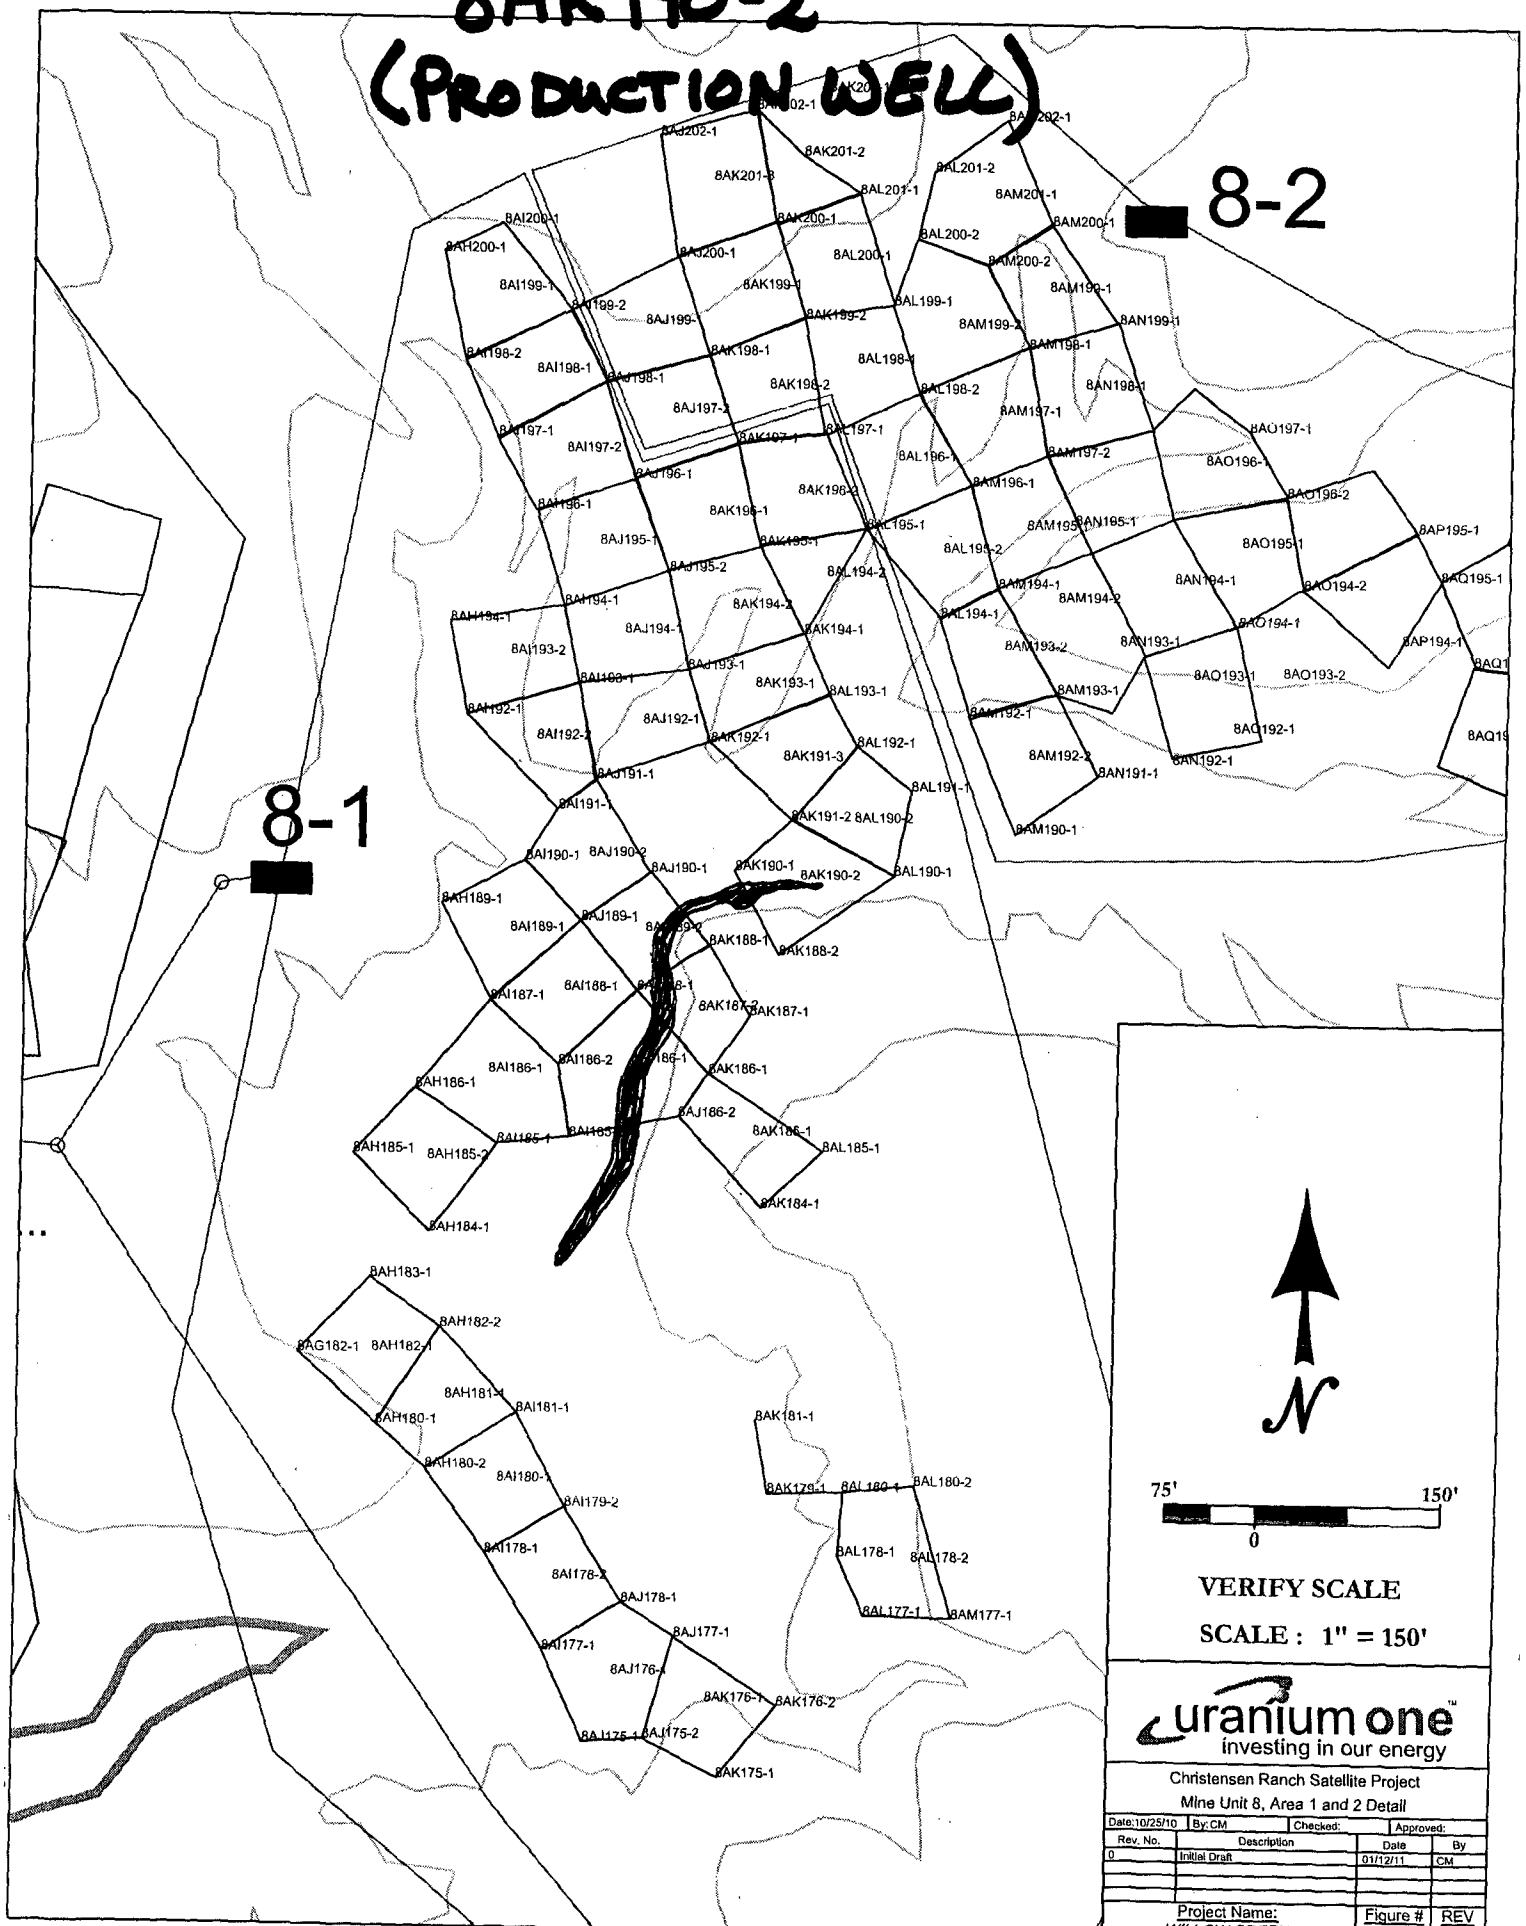 8AK190-2
(PRODUCTION WELL)
8AJ202-1
8AK201-2
8AL201-2
8AK201-3
8AL201-1
8AM201-1
8-2
8AI200-1
8AK200-1
8AM200-1
8AH200-1
8AJ200-1
8AL200-1
8AL200-2
8AM200-2
8AI199-1
8AK199-1
8AM199-1
8AI199-2
8AJ199-1
8AK199-2
8AL199-1
8AM199-2
8AN199-1
8AI198-2
8AI198-1
8AK198-1
8AL198-1
8AM198-1
8AJ198-1
8AK198-2
8AL198-2
8AN198-1
8AJ197-2
8AM197-1
8AI197-1
8AI197-2
8AK197-1
8AL197-1
8AO197-1
8AL196-1
8AM197-2
8AO196-1
8AJ196-1
8AK196-2
8AM196-1
8AO196-2
8AI196-1
8AK196-1
8AL195-1
8AM195-1
8AN195-1
8AP195-1
8AJ195-1
8AK195-1
8AL195-2
8AO195-1
8AJ195-2
8AL194-2
8AM194-1
8AN194-1
8AO194-2
8AQ195-1
8AH194-1
8AI194-1
8AK194-2
8AL194-1
8AM194-2
8AJ194-1
8AK194-1
8AO194-1
8AI193-2
8AM193-2
8AN193-1
8AP194-1
8AI193-1
8AJ193-1
8AK193-1
8AL193-1
8AM193-1
8AO193-1
8AO193-2
8AQ1
8AI192-1
8AI192-2
8AJ192-1
8AK192-1
8AL192-1
8AM192-1
8AO192-1
8AQ19
8AK191-3
8AM192-2
8AN192-1
8AJ191-1
8AL191-1
8AN191-1
8-1
8AI191-1
8AK191-2
8AL190-2
8AM190-1
8AI190-1
8AJ190-2
8AJ190-1
8AK190-1
8AK190-2
8AL190-1
8AH189-1
8AI189-1
8AJ189-1
8AK188-1
8AK188-2
8AI187-1
8AI188-1
8AK187-2
8AK187-1
8AI186-1
8AI186-2
186-1
8AK186-1
8AH186-1
8AJ186-2
8AH185-1
8AH185-2
8AI185-1
8AI185-
8AK186-1
8AL185-1
8AH184-1
8AK184-1
8AH183-1
8AH182-2
8AG182-1
8AH182-1
8AH181-1
8AI181-1
8AH180-1
8AK181-1
8AH180-2
8AI180-1
8AI179-2
8AK179-1
8AL180-1
8AL180-2
8AI178-1
8AI178-2
8AL178-1
8AL178-2
8AJ178-1
8AL177-1
8AM177-1
8AI177-1
8AJ177-1
8AJ176-1
8AK176-1
8AK176-2
8AJ175-1
8AJ175-2
8AK175-1
N
75'
150'
0
VERIFY SCALE
SCALE : 1" = 150'
uranium one™
investing in our energy
Christensen Ranch Satellite Project
Mine Unit 8, Area 1 and 2 Detail
Date:10/25/10 By:CM Checked: Approved:
Rev. No. Description Date By
0 Initial Draft 01/12/11 CM
Project Name: Figure # REV